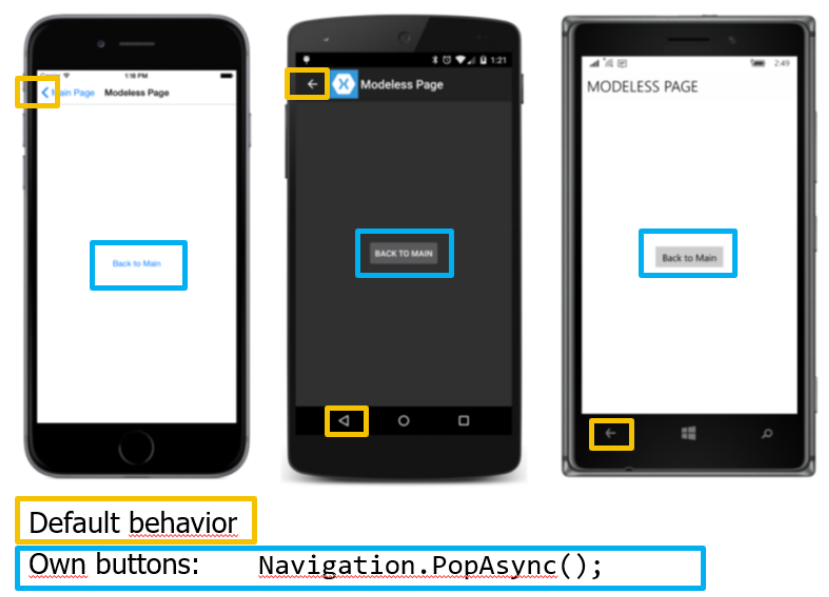 1:18 PM
Main Page Modeless Page
Back to Main
1:21
Modeless Page
BACK TO MAIN
2:49
MODELESS PAGE
Back to Main
Default behavior
Own buttons: Navigation.PopAsync();